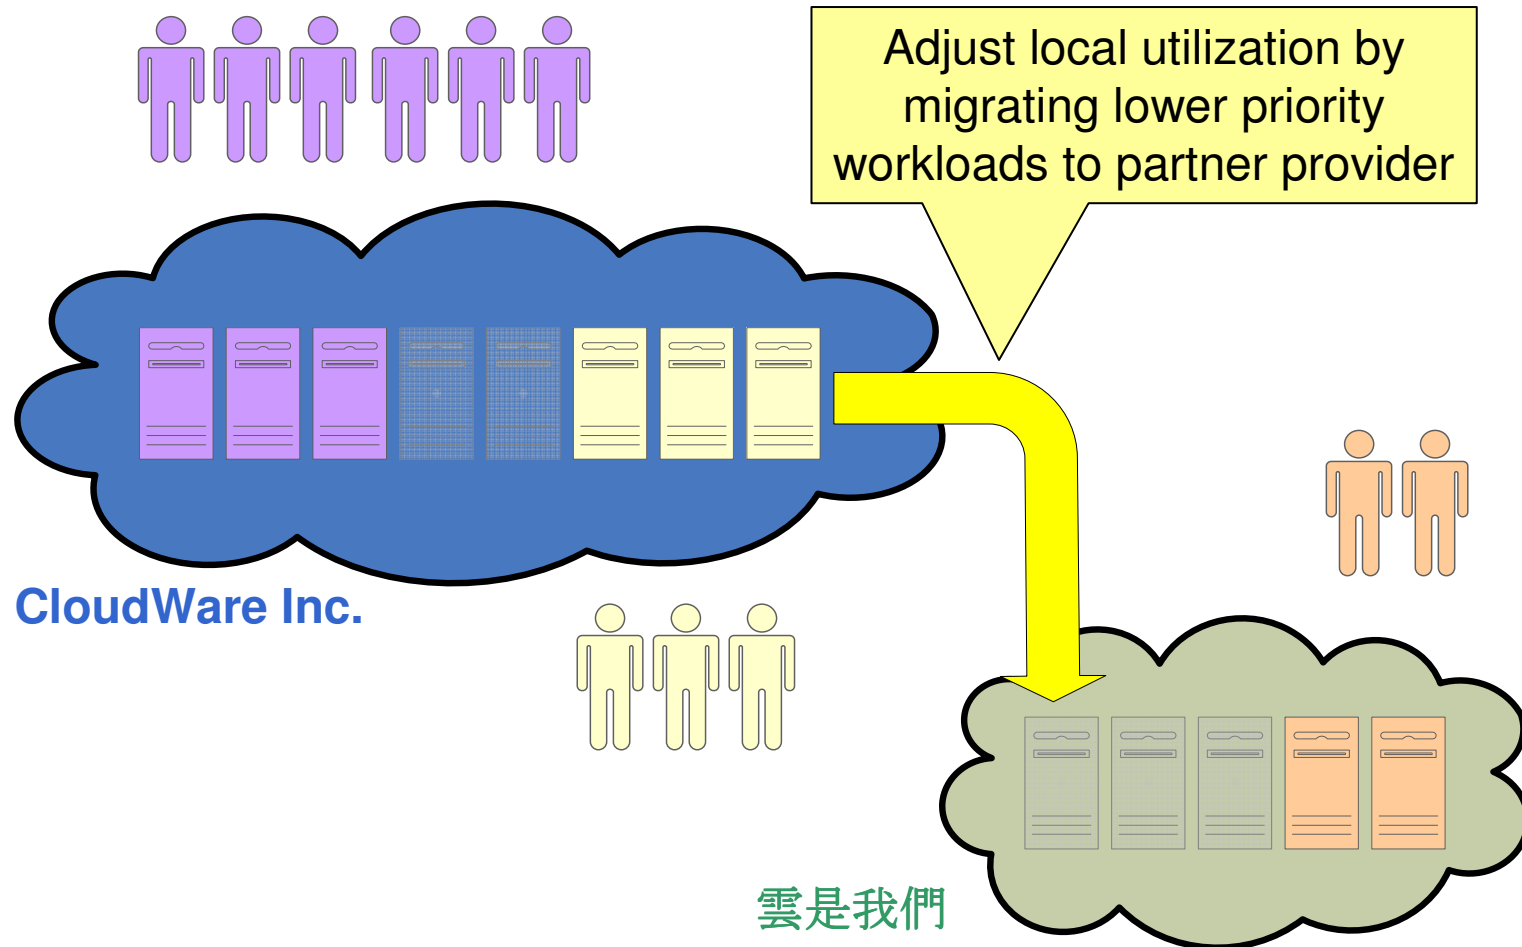 Adjust local utilization by
migrating lower priority
workloads to partner provider
CloudWare Inc.
雲是我們